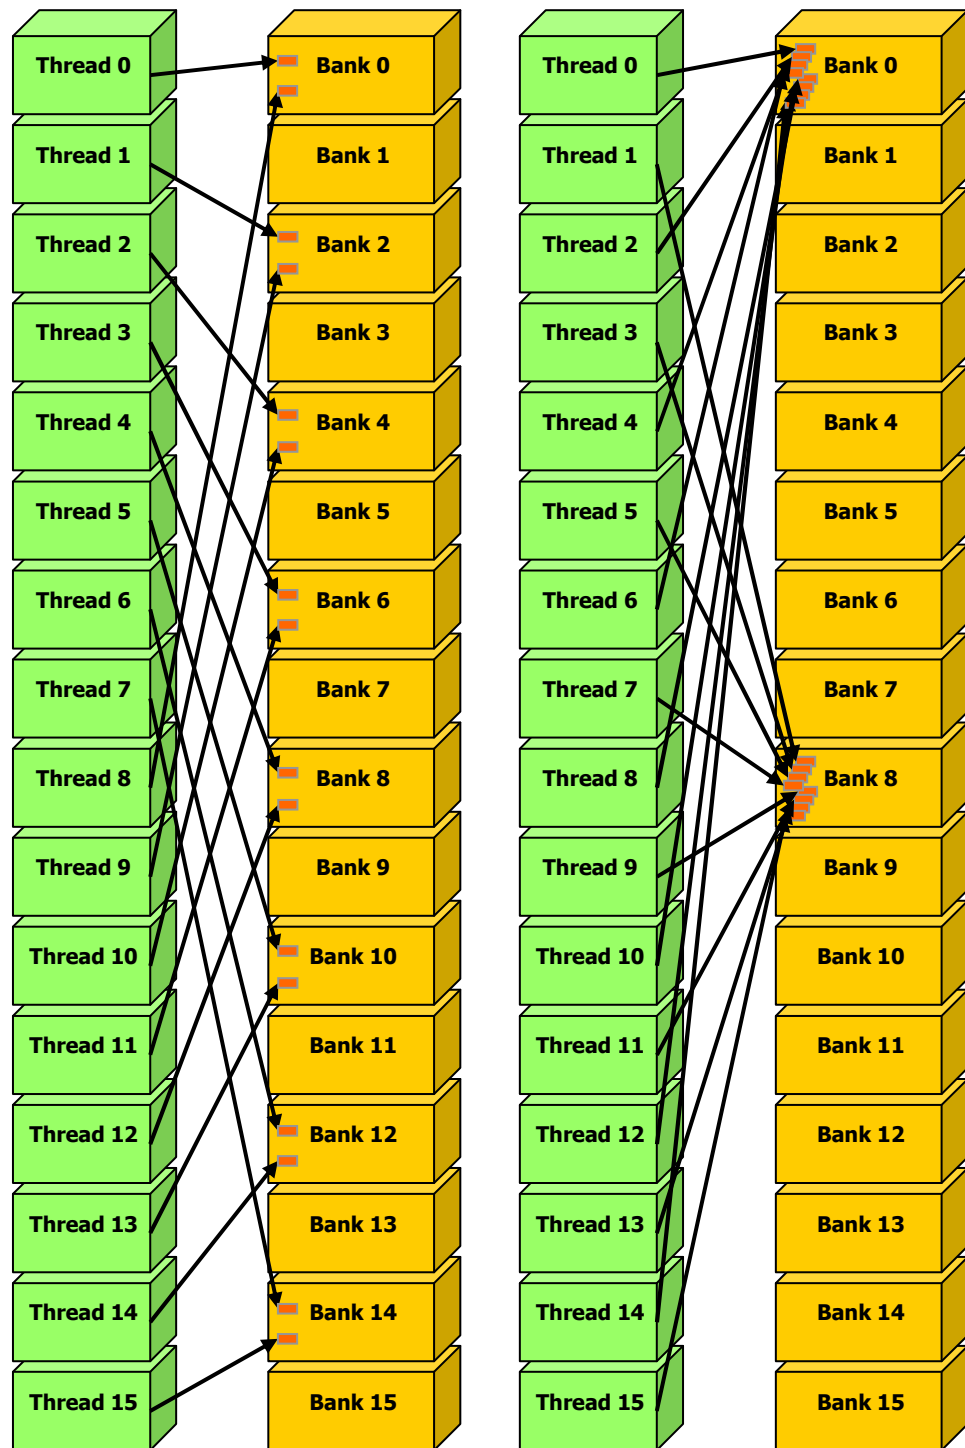 Thread 0
Thread 1
Thread 2
Thread 3
Thread 4
Thread 5
Thread 6
Thread 7
Thread 8
Thread 9
Thread 10
Thread 11
Thread 12
Thread 13
Thread 14
Thread 15
Bank 0
Bank 1
Bank 2
Bank 3
Bank 4
Bank 5
Bank 6
Bank 7
Bank 8
Bank 9
Bank 10
Bank 11
Bank 12
Bank 13
Bank 14
Bank 15
Thread 0
Thread 1
Thread 2
Thread 3
Thread 4
Thread 5
Thread 6
Thread 7
Thread 8
Thread 9
Thread 10
Thread 11
Thread 12
Thread 13
Thread 14
Thread 15
Bank 0
Bank 1
Bank 2
Bank 3
Bank 4
Bank 5
Bank 6
Bank 7
Bank 8
Bank 9
Bank 10
Bank 11
Bank 12
Bank 13
Bank 14
Bank 15